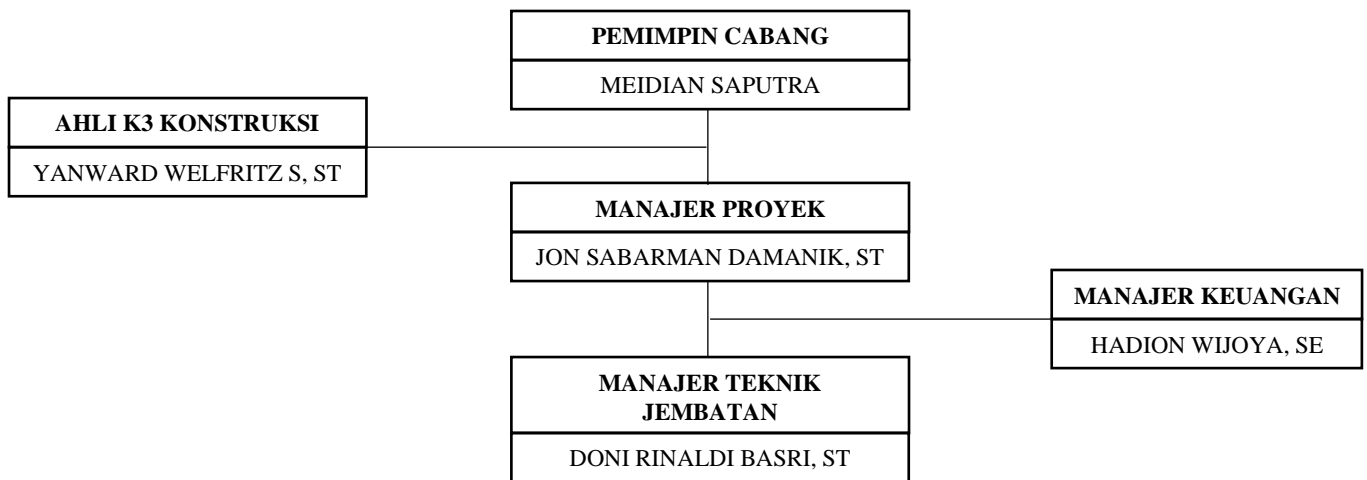 PEMIMPIN CABANG
MEIDIAN SAPUTRA
AHLI K3 KONSTRUKSI
YANWARD WELFRITZ S, ST
MANAJER PROYEK
JON SABARMAN DAMANIK, ST
MANAJER KEUANGAN
HADION WIJOYA, SE
MANAJER TEKNIK
JEMBATAN
DONI RINALDI BASRI, ST